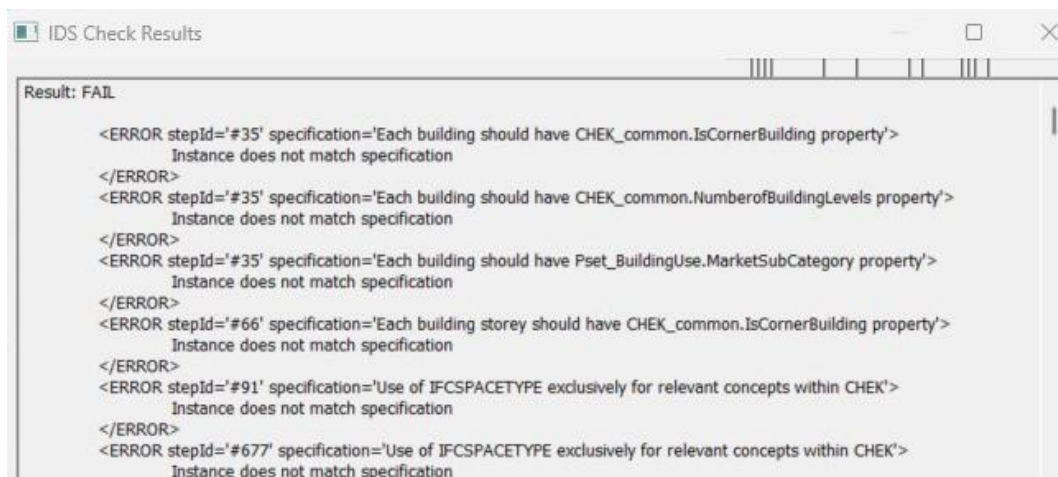 IDS Check Results
Result: FAIL
<ERROR stepId='#35' specification='Each building should have CHEK_common.IsCornerBuilding property'>
Instance does not match specification
</ERROR>
<ERROR stepId='#35' specification='Each building should have CHEK_common.NumberofBuildingLevels property'>
Instance does not match specification
</ERROR>
<ERROR stepId='#35' specification='Each building should have Pset_BuildingUse.MarketSubCategory property'>
Instance does not match specification
</ERROR>
<ERROR stepId='#66' specification='Each building storey should have CHEK_common.IsCornerBuilding property'>
Instance does not match specification
</ERROR>
<ERROR stepId='#91' specification='Use of IFCSPACETYPE exclusively for relevant concepts within CHEK'>
Instance does not match specification
</ERROR>
<ERROR stepId='#677' specification='Use of IFCSPACETYPE exclusively for relevant concepts within CHEK'>
Instance does not match specification